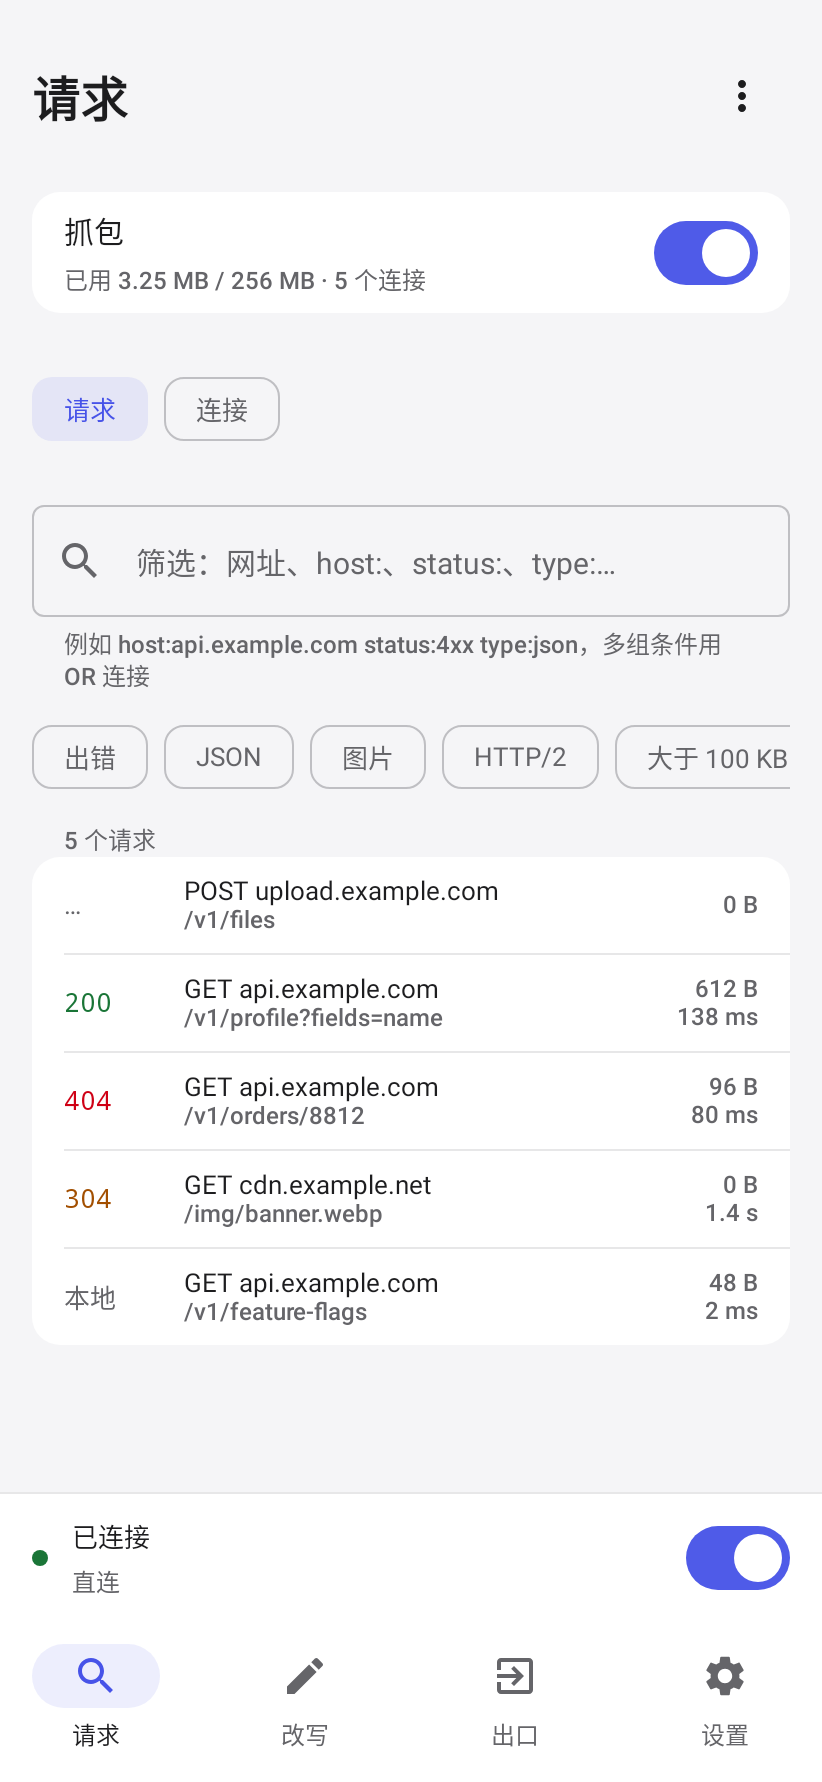 请求
抓包
已用 3.25 MB / 256 MB · 5 个连接
请求
连接
筛选：网址、host:、status:、type:...
例如 host:api.example.com status:4xx type:json，多组条件用
OR 连接
出错
JSON
图片
HTTP/2
大于 100 KB
5 个请求
...
POST upload.example.com
/v1/files
0 B
200
GET api.example.com
/v1/profile?fields=name
612 B
138 ms
404
GET api.example.com
/v1/orders/8812
96 B
80 ms
304
GET cdn.example.net
/img/banner.webp
0 B
1.4 s
本地
GET api.example.com
/v1/feature-flags
48 B
2 ms
已连接
直连
请求
改写
出口
设置